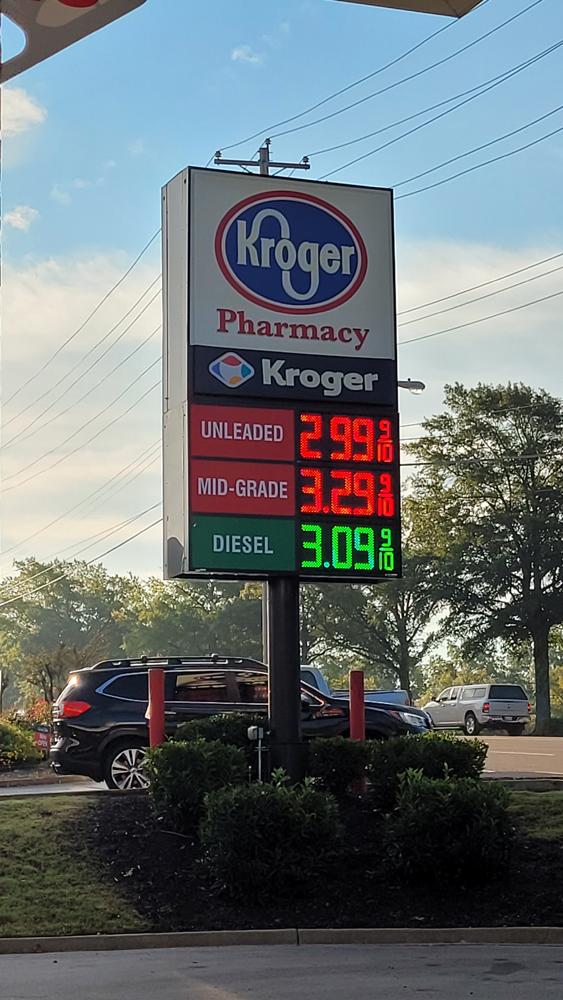 Kroger
Pharmacy
Kroger
UNLEADED 2.99 9/10
MID-GRADE 3.29 9/10
DIESEL 3.09 9/10